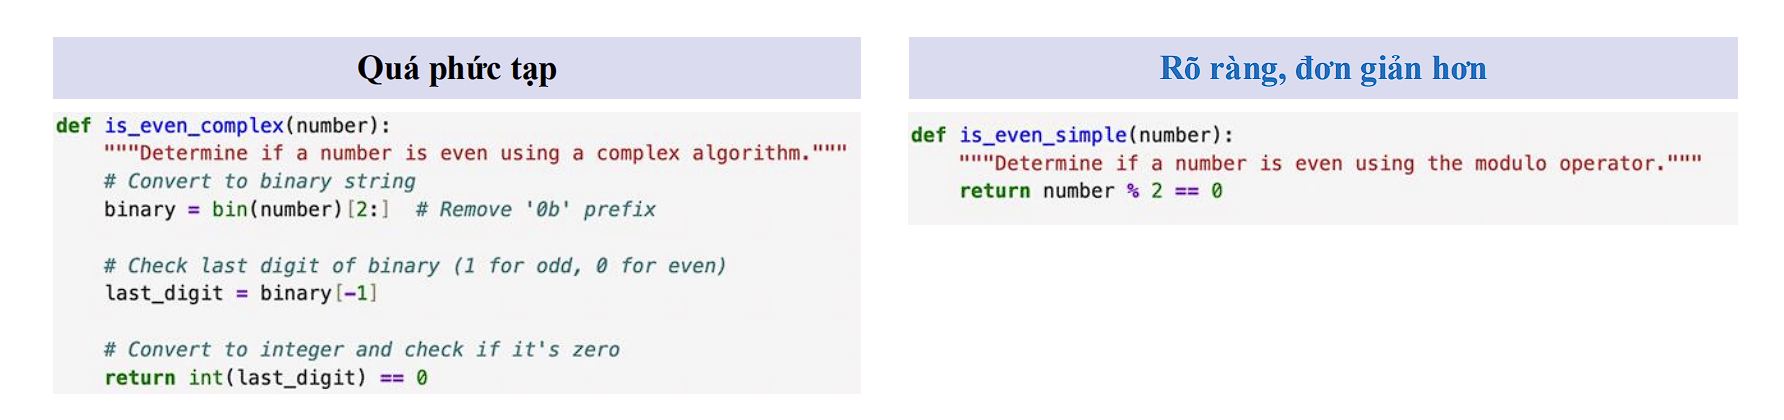 Quá phức tạp
def is_even_complex(number):
    """Determine if a number is even using a complex algorithm."""
    # Convert to binary string
    binary = bin(number)[2:]  # Remove '0b' prefix

    # Check last digit of binary (1 for odd, 0 for even)
    last_digit = binary[-1]

    # Convert to integer and check if it's zero
    return int(last_digit) == 0
Rõ ràng, đơn giản hơn
def is_even_simple(number):
    """Determine if a number is even using the modulo operator."""
    return number % 2 == 0